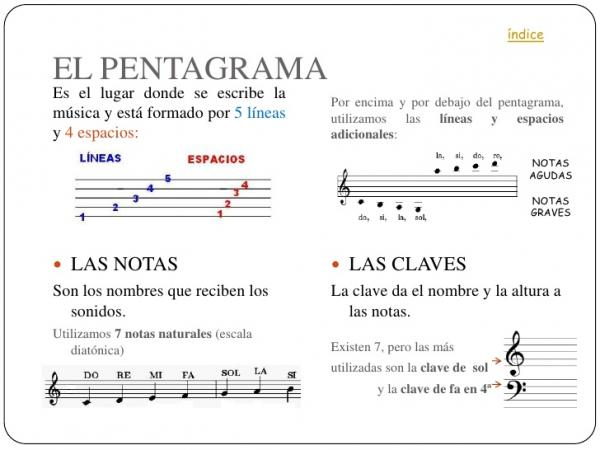 índice
EL PENTAGRAMA
Es el lugar donde se escribe la
música y está formado por 5 líneas
y 4 espacios:
LÍNEAS
ESPACIOS
5
4
3
2
1
4
3
2
1
Por encima y por debajo del pentagrama,
utilizamos las líneas y espacios
adicionales:
la, si, do, re,
NOTAS
AGUDAS
NOTAS
GRAVES
do, si, la, sol,
• LAS NOTAS
Son los nombres que reciben los
sonidos.
Utilizamos 7 notas naturales (escala
diatónica)
DO RE MI FA SOL LA SI
• LAS CLAVES
La clave da el nombre y la altura a
las notas.
Existen 7, pero las más
utilizadas son la clave de sol
y la clave de fa en 4ª